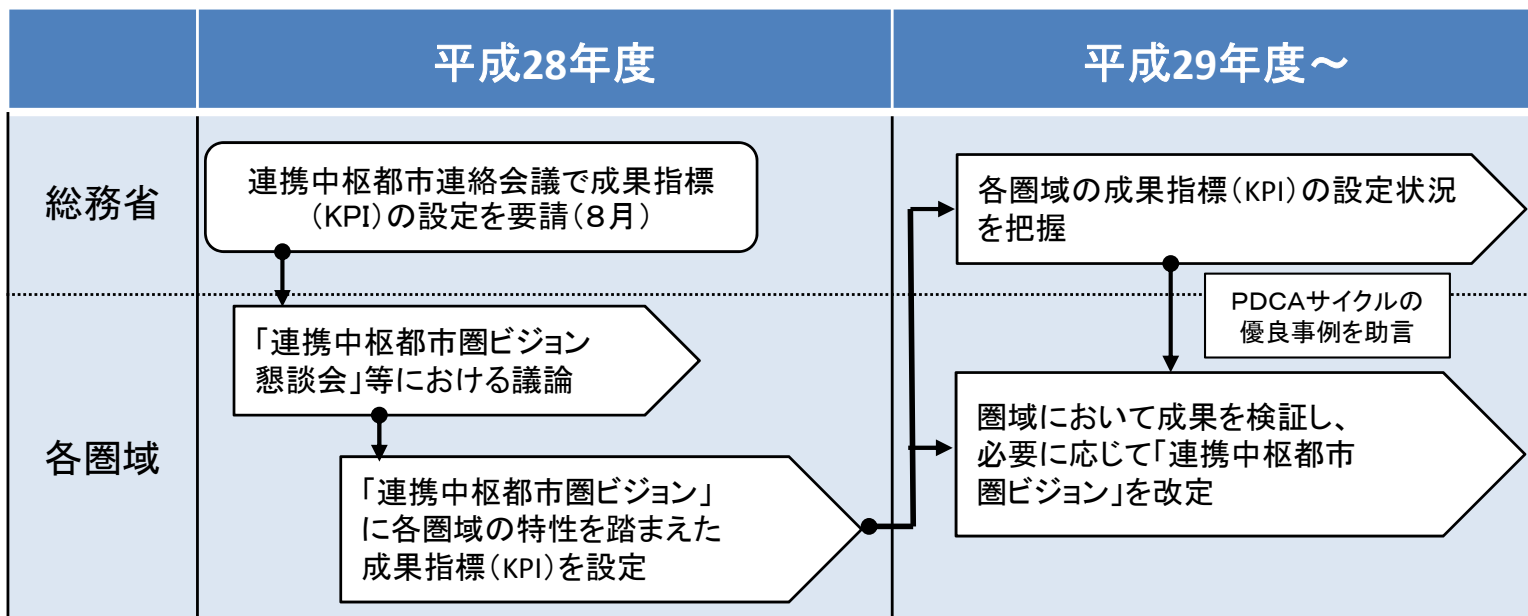 平成28年度
平成29年度～
総務省
連携中枢都市連絡会議で成果指標
（KPI）の設定を要請（８月）
各圏域の成果指標（KPI）の設定状況
を把握
PDCAサイクルの
優良事例を助言
各圏域
「連携中枢都市圏ビジョン
懇談会」等における議論
「連携中枢都市圏ビジョン」
に各圏域の特性を踏まえた
成果指標（KPI）を設定
圏域において成果を検証し、
必要に応じて「連携中枢都市
圏ビジョン」を改定